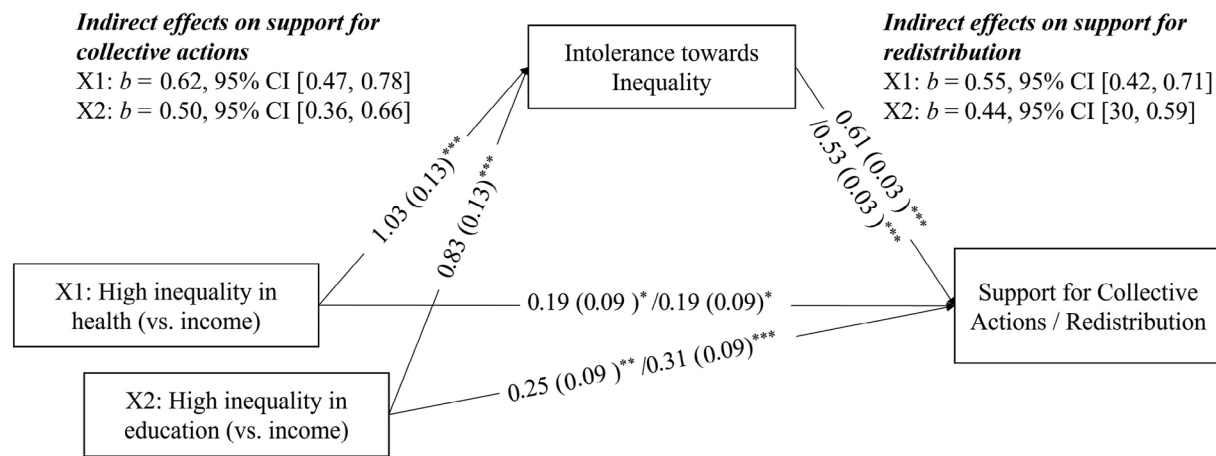 Indirect effects on support for
collective actions
X1: b = 0.62, 95% CI [0.47, 0.78]
X2: b = 0.50, 95% CI [0.36, 0.66]
Intolerance towards
Inequality
Indirect effects on support for
redistribution
X1: b = 0.55, 95% CI [0.42, 0.71]
X2: b = 0.44, 95% CI [30, 0.59]
1.03 (0.13)***
0.83 (0.13)***
0.61 (0.03 )***
/0.53 (0.03 )***
X1: High inequality in
health (vs. income)
0.19 (0.09 )* /0.19 (0.09)*
Support for Collective
Actions / Redistribution
0.25 (0.09 )** /0.31 (0.09)***
X2: High inequality in
education (vs. income)